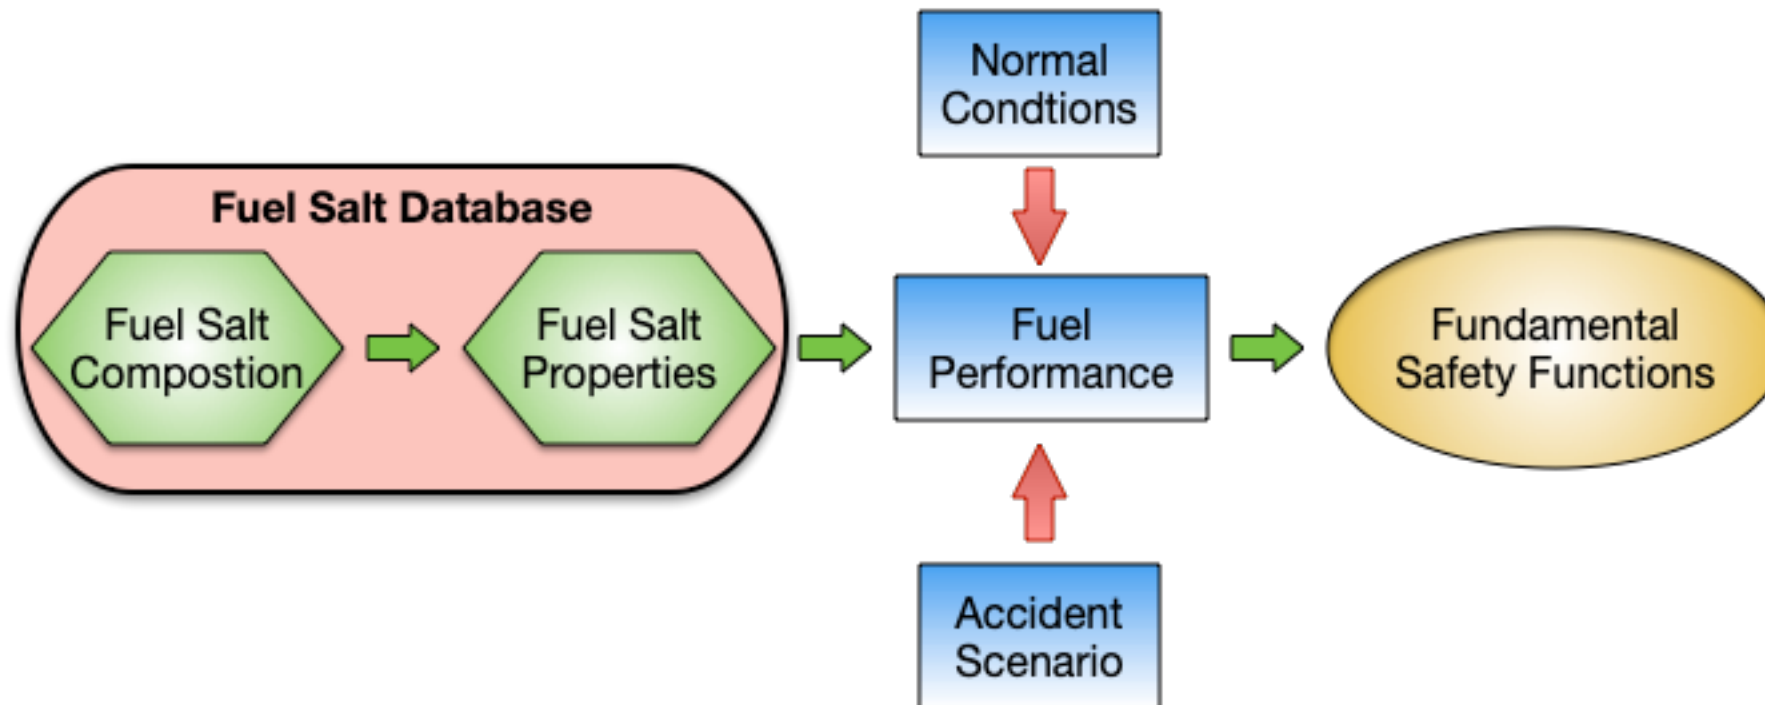 Normal
Condtions
Fuel Salt Database
Fuel Salt
Compostion
Fuel Salt
Properties
Fuel
Performance
Fundamental
Safety Functions
Accident
Scenario